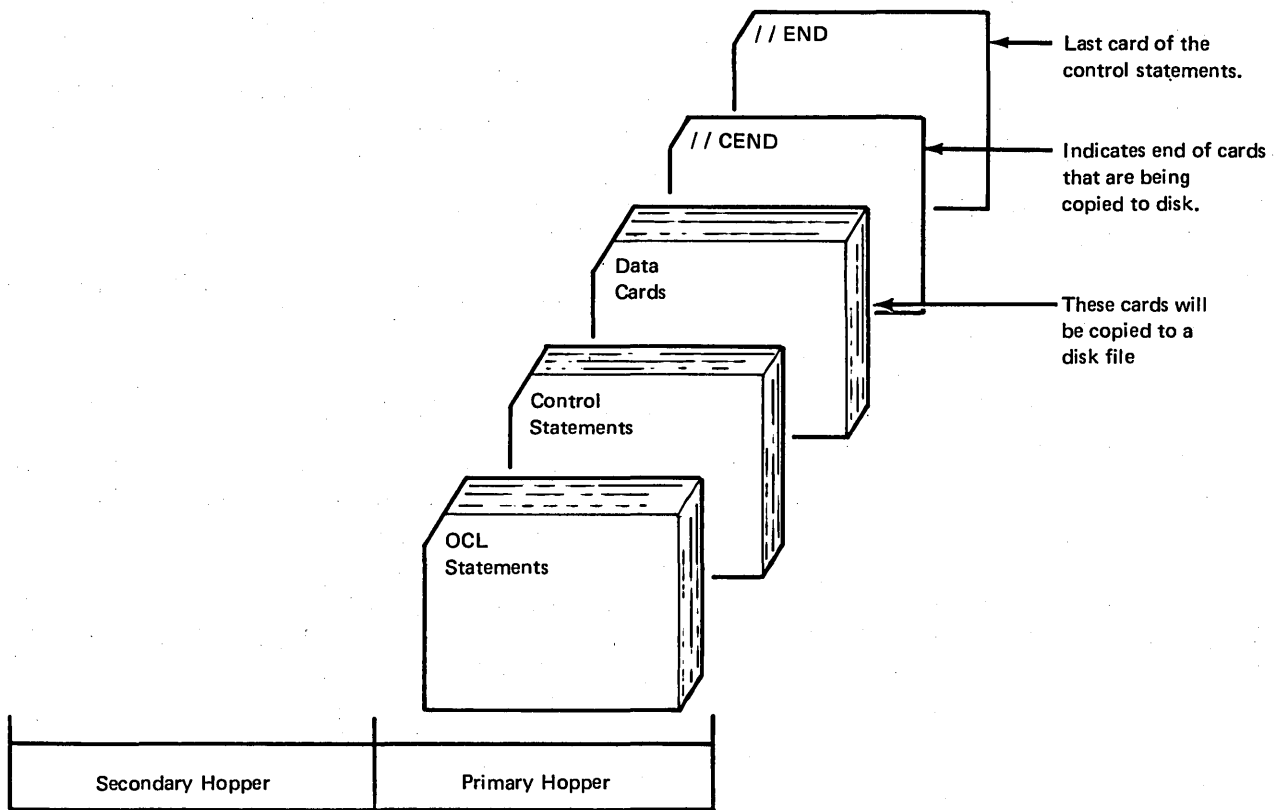 // END
Last card of the
control statements.
// CEND
Indicates end of cards
that are being
copied to disk.
Data
Cards
These cards will
be copied to a
disk file
Control
Statements
OCL
Statements
Secondary Hopper
Primary Hopper